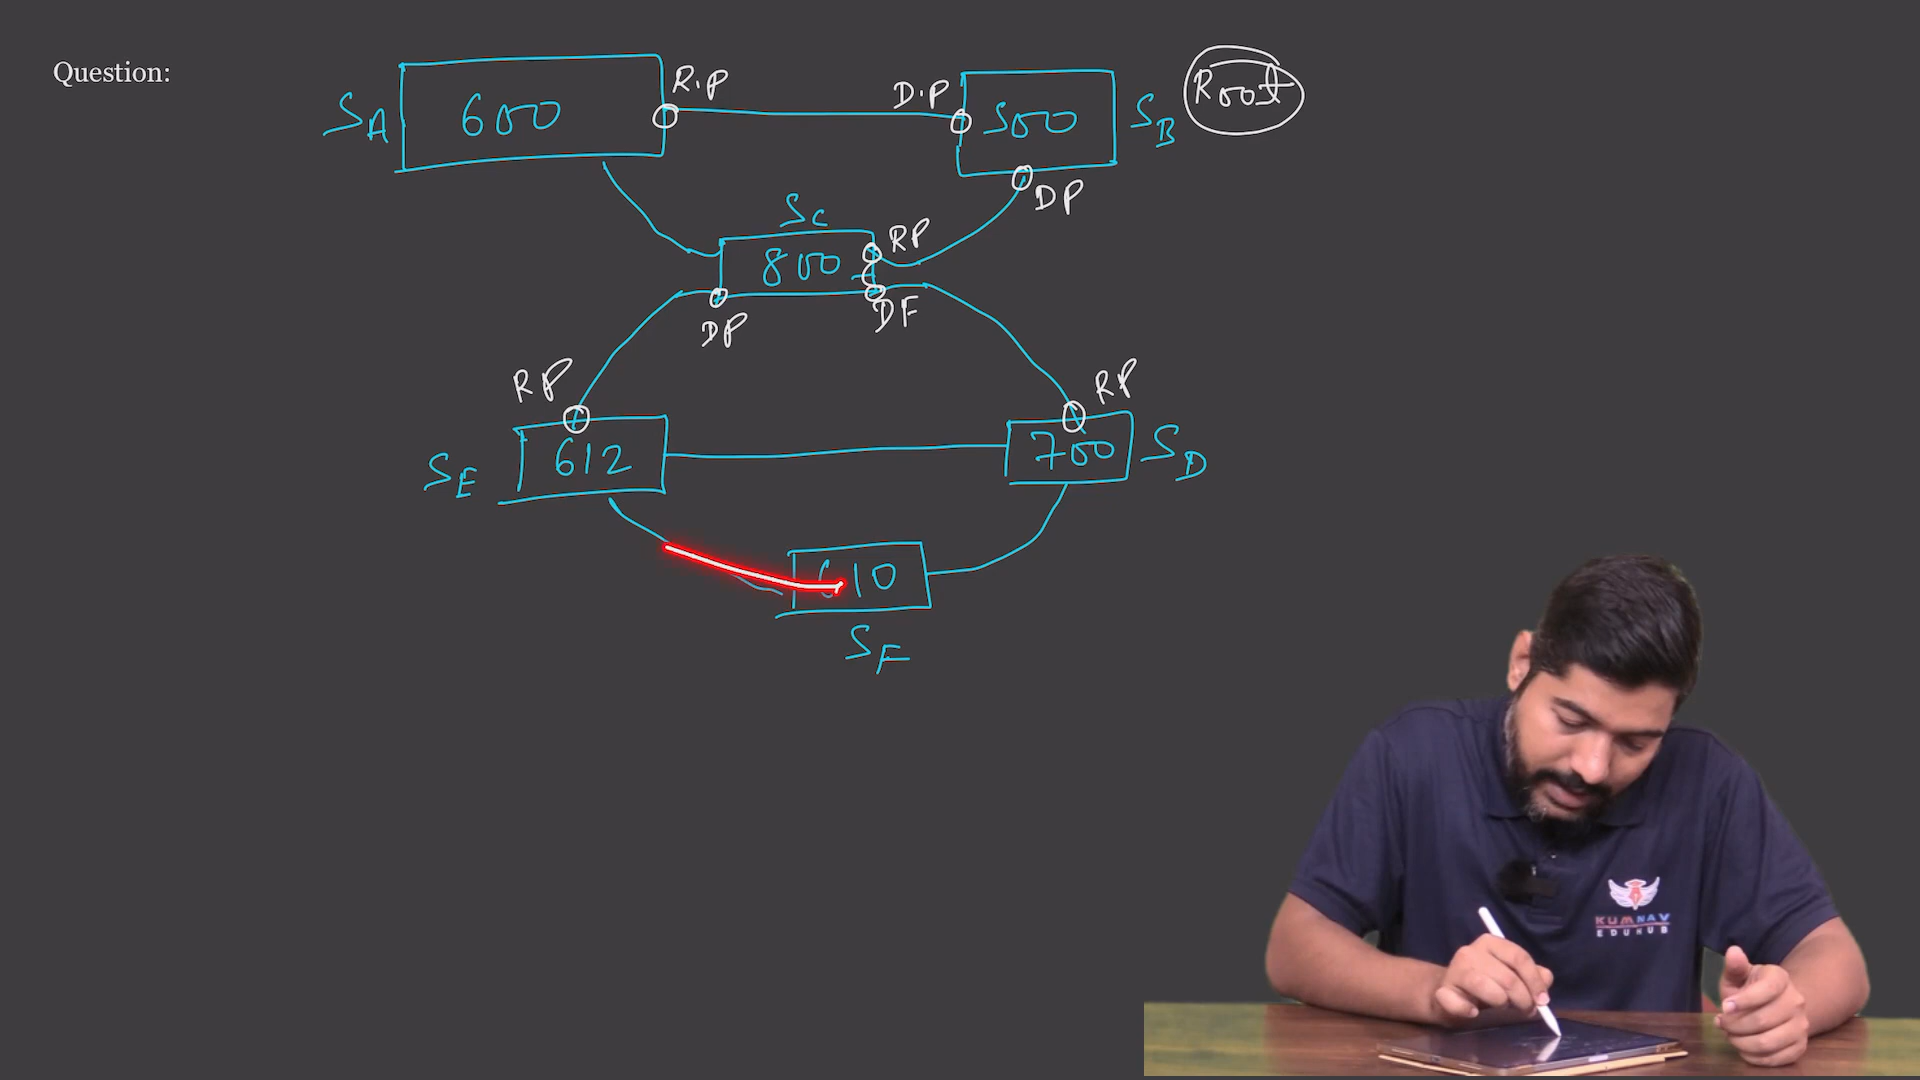 Question:
SA 600 R.P D.P 500 SB Root
DP
SC
800 RP
DP DP
RP RP
SE 612 700 SD
610
SF
KUMNAV
EDUHUB